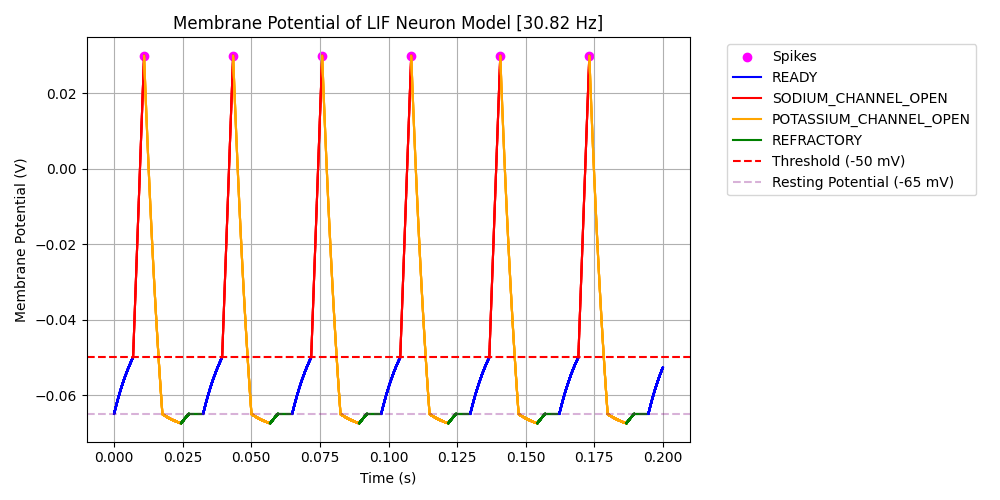 Membrane Potential of LIF Neuron Model [30.82 Hz]
Membrane Potential (V)
0.02
0.00
−0.02
−0.04
−0.06
0.000 0.025 0.050 0.075 0.100 0.125 0.150 0.175 0.200
Time (s)
Spikes
READY
SODIUM_CHANNEL_OPEN
POTASSIUM_CHANNEL_OPEN
REFRACTORY
Threshold (-50 mV)
Resting Potential (-65 mV)